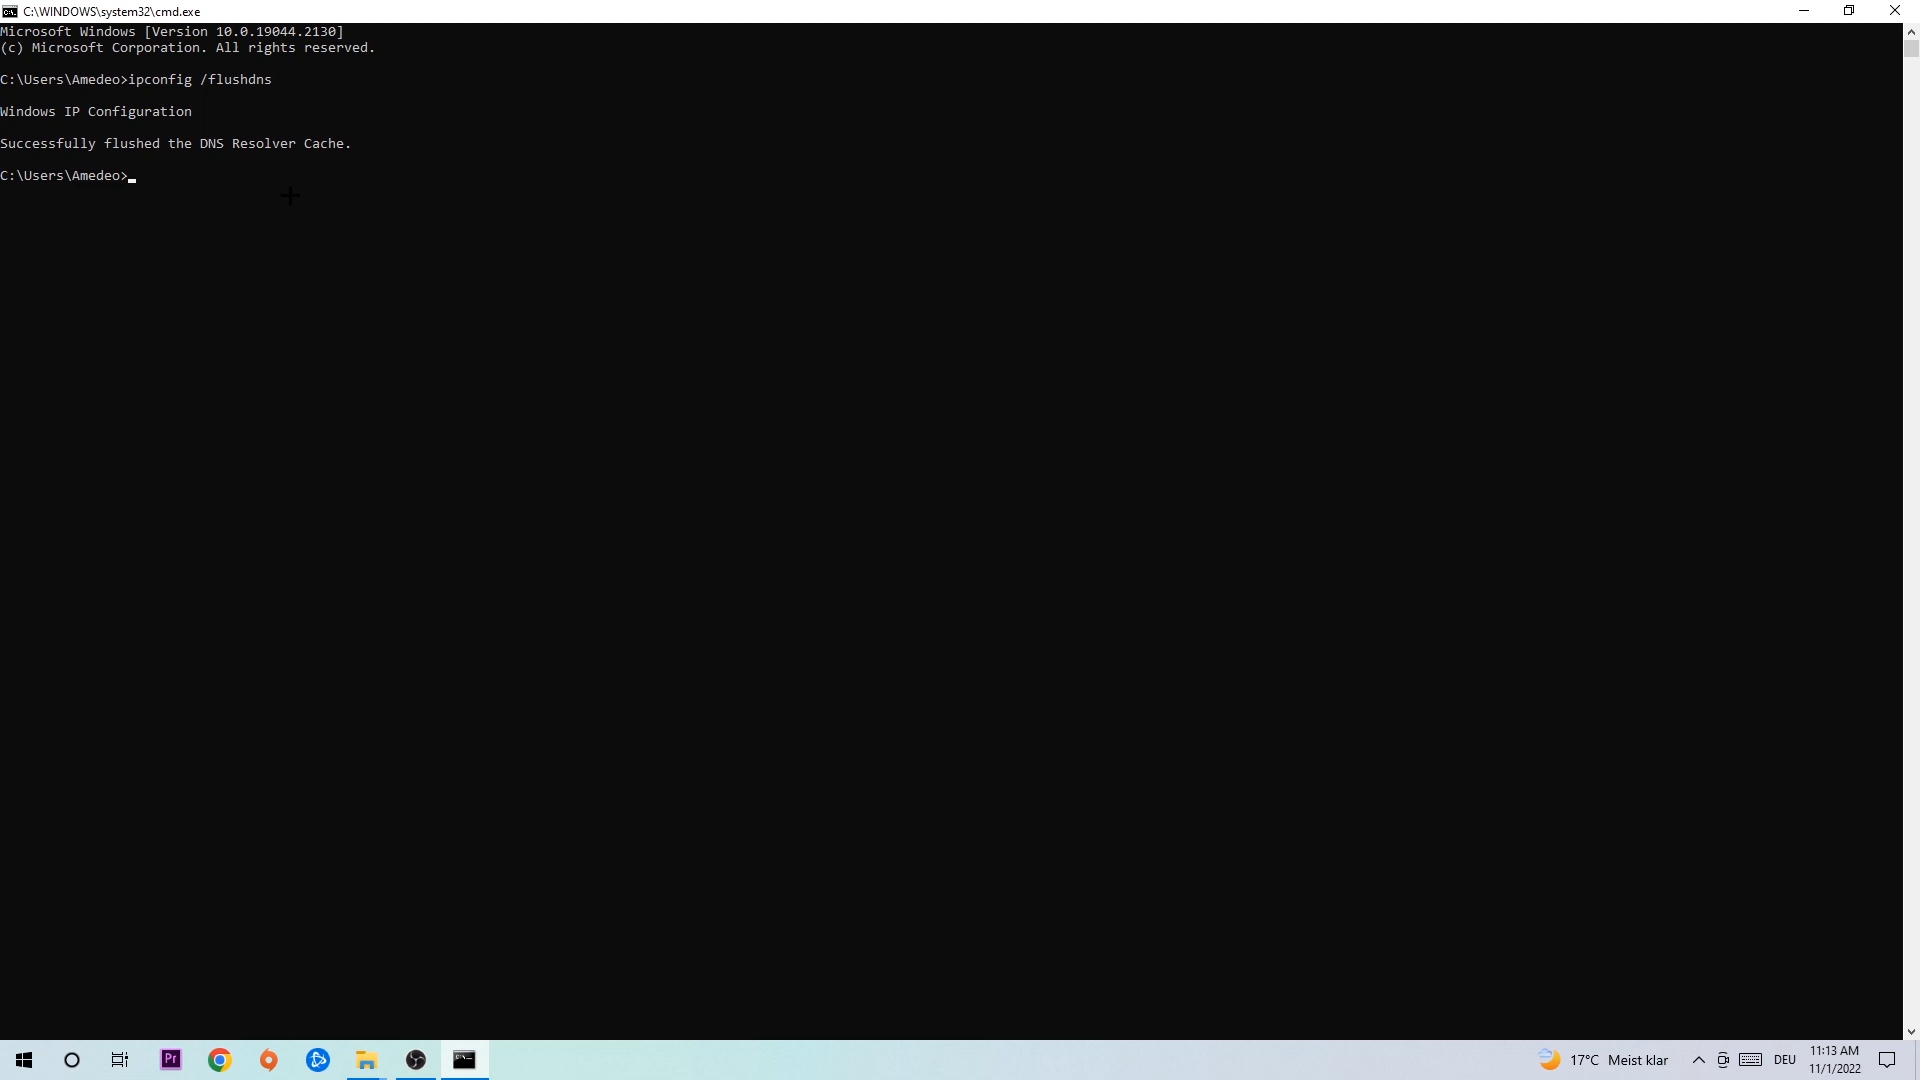 C:\WINDOWS\system32\cmd.exe
Microsoft Windows [Version 10.0.19044.2130]
(c) Microsoft Corporation. All rights reserved.
C:\Users\Amedeo>ipconfig /flushdns
Windows IP Configuration
Successfully flushed the DNS Resolver Cache.
C:\Users\Amedeo>
Pr
17°C Meist klar
DEU
11:13 AM
11/1/2022